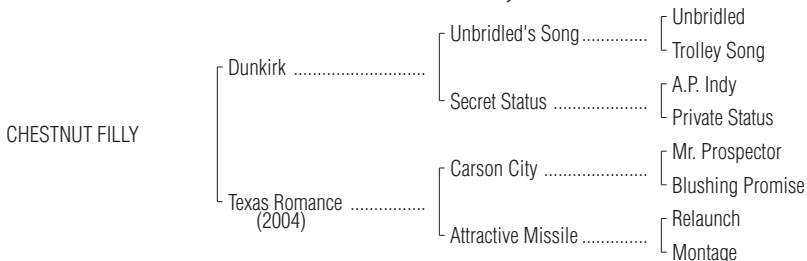 Unbridled
Unbridled's Song ..............
Trolley Song
Dunkirk ............................
A.P. Indy
Secret Status ....................
Private Status
CHESTNUT FILLY
Mr. Prospector
Carson City ......................
Blushing Promise
Texas Romance ................
(2004)
Relaunch
Attractive Missile ..............
Montage